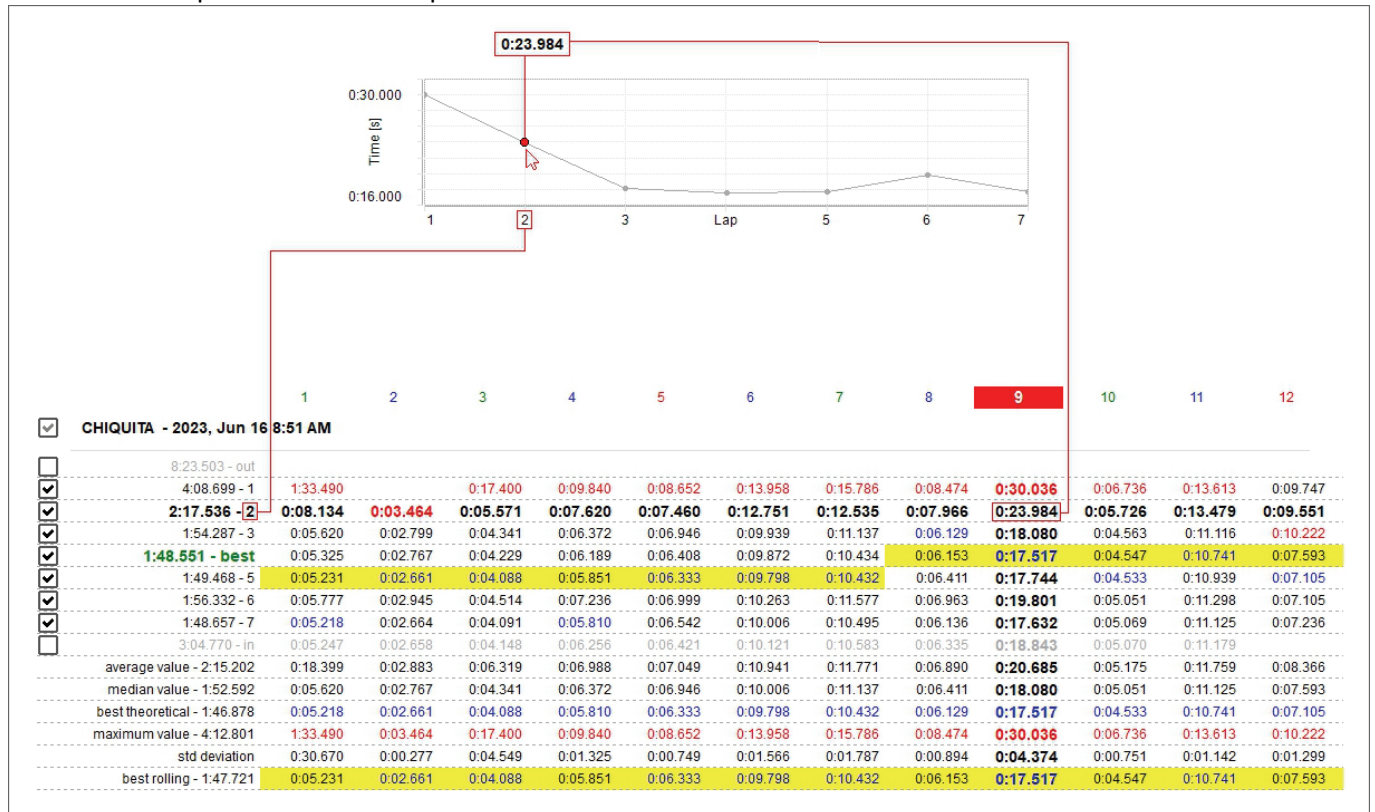 0:23.984
0:30.000
Time [s]
0:16.000
1 2 3 Lap 5 6 7
1 2 3 4 5 6 7 8 9 10 11 12
CHIQUITA - 2023, Jun 16 8:51 AM
8:23.503 - out
4:08.699 - 1 1:33.490 0:17.400 0:09.840 0:08.652 0:13.958 0:15.786 0:08.474 0:30.036 0:06.736 0:13.613 0:09.747
2:17.536 - 2 0:08.134 0:03.464 0:05.571 0:07.620 0:07.460 0:12.751 0:12.535 0:07.966 0:23.984 0:05.726 0:13.479 0:09.551
1:54.287 - 3 0:05.620 0:02.799 0:04.341 0:06.372 0:06.946 0:09.939 0:11.137 0:06.129 0:18.080 0:04.563 0:11.116 0:10.222
1:48.551 - best 0:05.325 0:02.767 0:04.229 0:06.189 0:06.408 0:09.872 0:10.434 0:06.153 0:17.517 0:04.547 0:10.741 0:07.593
1:49.468 - 5 0:05.231 0:02.661 0:04.088 0:05.851 0:06.333 0:09.798 0:10.432 0:06.411 0:17.744 0:04.533 0:10.939 0:07.105
1:56.332 - 6 0:05.777 0:02.945 0:04.514 0:07.236 0:06.999 0:10.263 0:11.577 0:06.963 0:19.801 0:05.051 0:11.298 0:07.105
1:48.657 - 7 0:05.218 0:02.664 0:04.091 0:05.810 0:06.542 0:10.006 0:10.495 0:06.136 0:17.632 0:05.069 0:11.125 0:07.236
3:04.770 - in 0:05.247 0:02.658 0:04.148 0:06.256 0:06.421 0:10.121 0:10.583 0:06.335 0:18.843 0:05.070 0:11.179
average value - 2:15.202 0:18.399 0:02.883 0:06.319 0:06.988 0:07.049 0:10.941 0:11.771 0:06.890 0:20.685 0:05.175 0:11.759 0:08.366
median value - 1:52.592 0:05.620 0:02.767 0:04.341 0:06.372 0:06.946 0:10.006 0:11.137 0:06.411 0:18.080 0:05.051 0:11.125 0:07.593
best theoretical - 1:46.878 0:05.218 0:02.661 0:04.088 0:05.810 0:06.333 0:09.798 0:10.432 0:06.129 0:17.517 0:04.533 0:10.741 0:07.105
maximum value - 4:12.801 1:33.490 0:03.464 0:17.400 0:09.840 0:08.652 0:13.958 0:15.786 0:08.474 0:30.036 0:06.736 0:13.613 0:10.222
std deviation 0:30.670 0:00.277 0:04.549 0:01.325 0:00.749 0:01.566 0:01.787 0:00.894 0:04.374 0:00.751 0:01.142 0:01.299
best rolling - 1:47.721 0:05.231 0:02.661 0:04.088 0:05.851 0:06.333 0:09.798 0:10.432 0:06.153 0:17.517 0:04.547 0:10.741 0:07.593